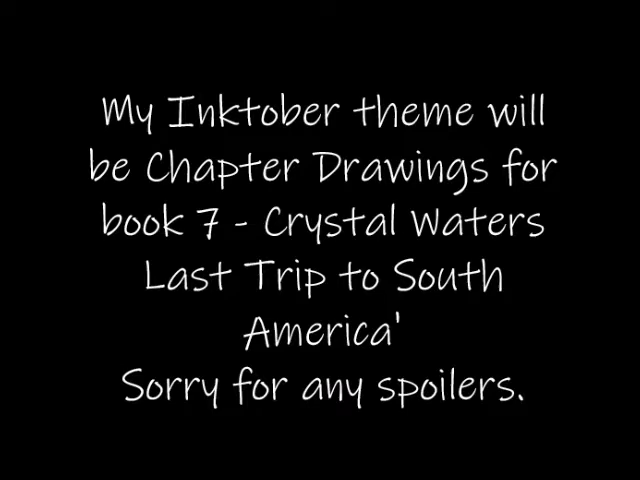 My Inktober theme will
be Chapter Drawings for
book 7 - Crystal Waters
Last Trip to South
America'
Sorry for any spoilers.